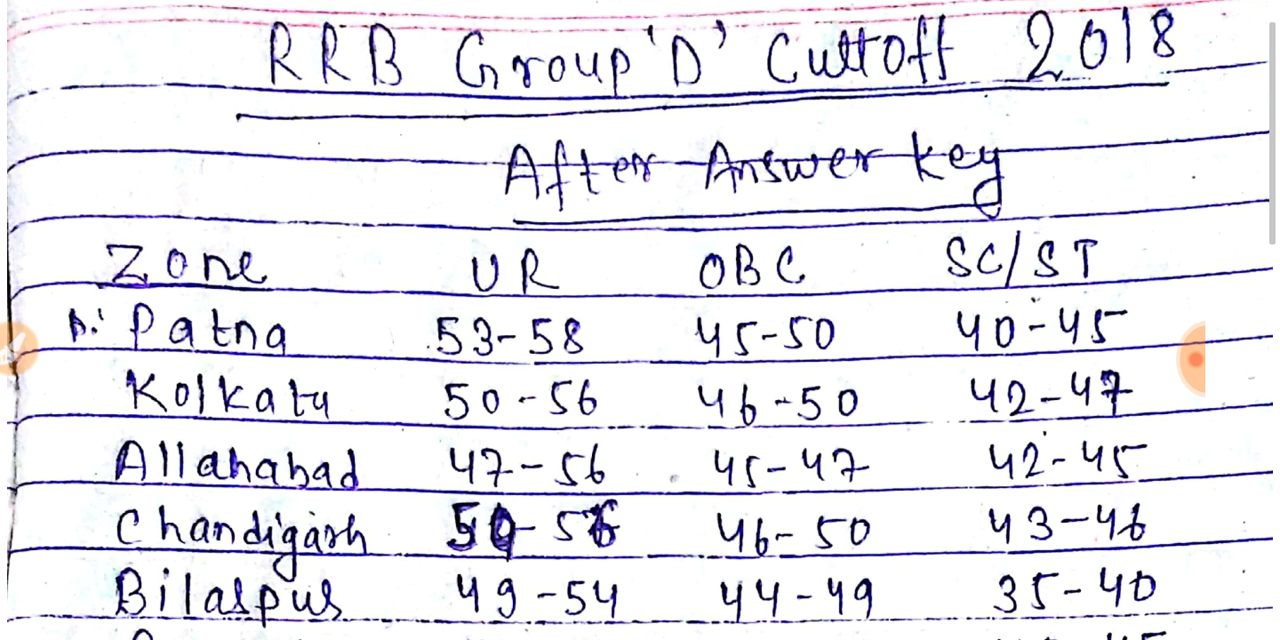 RRB Group 'D' Cuttoff 2018
After Answer key
Zone UR OBC SC/ST
Patna 53-58 45-50 40-45
Kolkata 50-56 46-50 42-47
Allahabad 47-56 45-47 42-45
Chandigarh 46-50 43-46
Bilaspur 49-54 44-49 35-40